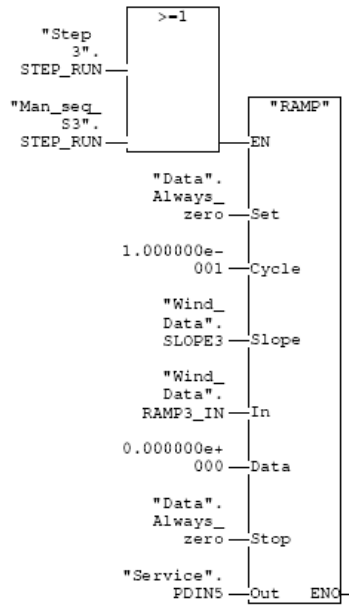 >=1
"Step
3".
STEP_RUN
"Man_seq_
S3".
STEP_RUN
"RAMP"
EN
"Data".
Always_
zero Set
1.000000e-
001 Cycle
"Wind_
Data".
SLOPE3 Slope
"Wind_
Data".
RAMP3_IN In
0.000000e+
000 Data
"Data".
Always_
zero Stop
"Service".
PDIN5 Out ENO